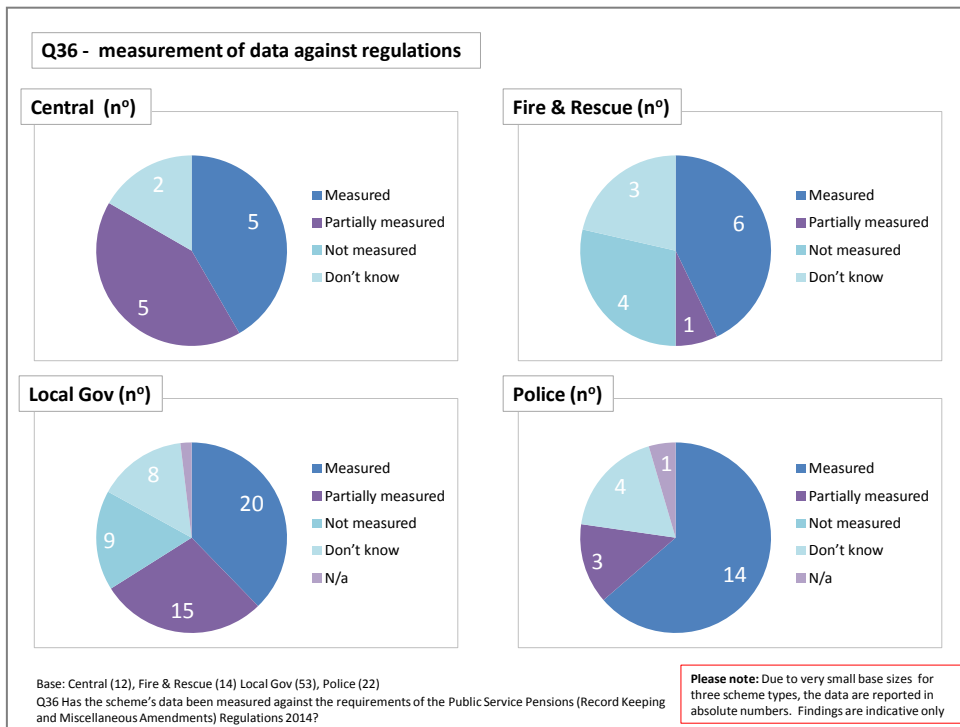 Q36 - measurement of data against regulations
Central (nº)
2
5
5
Measured
Partially measured
Not measured
Don't know
Fire & Rescue (nº)
3
6
4
1
Measured
Partially measured
Not measured
Don't know
Local Gov (nº)
8
20
9
15
Measured
Partially measured
Not measured
Don't know
N/a
Police (nº)
1
4
3
14
Measured
Partially measured
Not measured
Don't know
N/a
Base: Central (12), Fire & Rescue (14) Local Gov (53), Police (22)
Q36 Has the scheme's data been measured against the requirements of the Public Service Pensions (Record Keeping
and Miscellaneous Amendments) Regulations 2014?
Please note: Due to very small base sizes for
three scheme types, the data are reported in
absolute numbers. Findings are indicative only